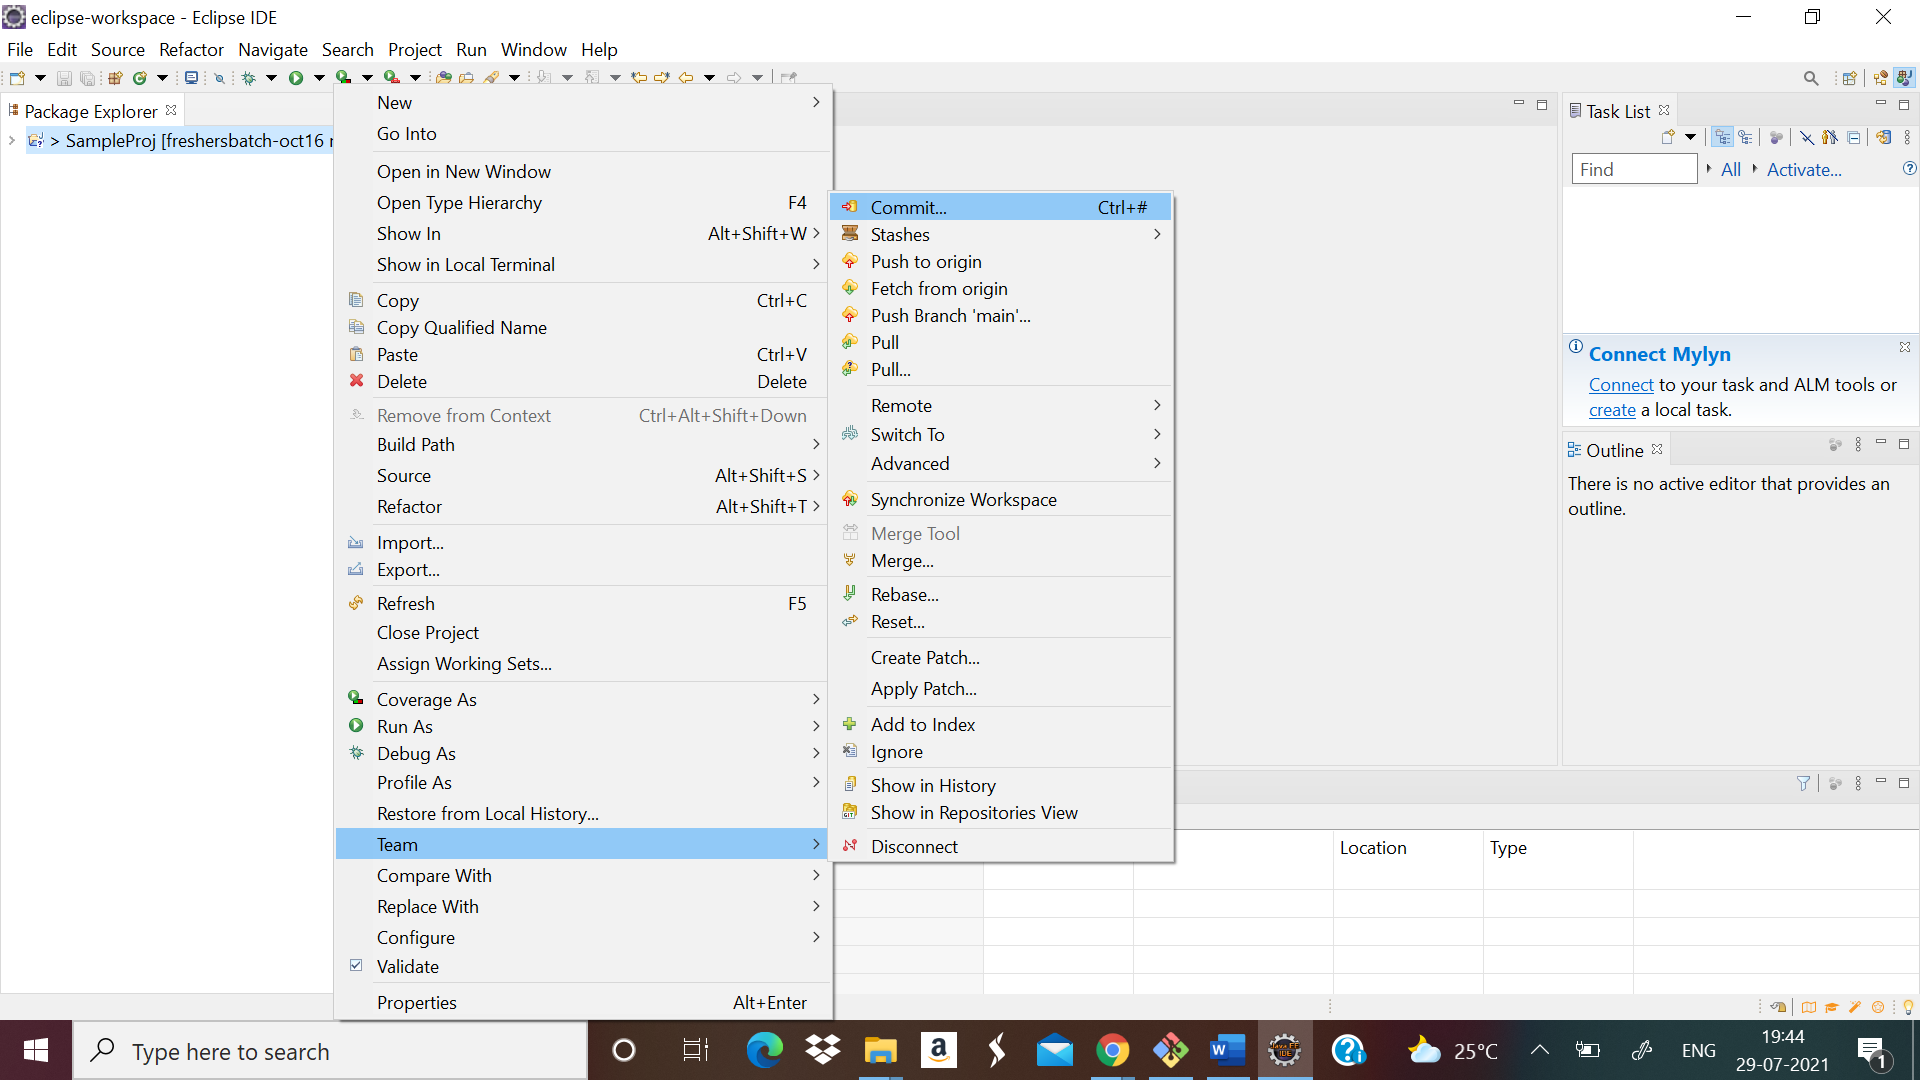 eclipse-workspace - Eclipse IDE
File Edit Source Refactor Navigate Search Project Run Window Help
Package Explorer
> SampleProj [freshersbatch-oct16
New
Go Into
Open in New Window
Open Type Hierarchy F4
Show In Alt+Shift+W
Show in Local Terminal
Copy Ctrl+C
Copy Qualified Name
Paste Ctrl+V
Delete Delete
Remove from Context Ctrl+Alt+Shift+Down
Build Path
Source Alt+Shift+S
Refactor Alt+Shift+T
Import...
Export...
Refresh F5
Close Project
Assign Working Sets...
Coverage As
Run As
Debug As
Profile As
Restore from Local History...
Team
Compare With
Replace With
Configure
Validate
Properties Alt+Enter
Commit... Ctrl+#
Stashes
Push to origin
Fetch from origin
Push Branch 'main'...
Pull
Pull...
Remote
Switch To
Advanced
Synchronize Workspace
Merge Tool
Merge...
Rebase...
Reset...
Create Patch...
Apply Patch...
Add to Index
Ignore
Show in History
GIT Show in Repositories View
Disconnect
Task List
Find All Activate...
Connect Mylyn
Connect to your task and ALM tools or
create a local task.
Outline
There is no active editor that provides an
outline.
Location Type
Type here to search
a
W
Java EE
IDE
25°C
ENG
19:44
29-07-2021
1